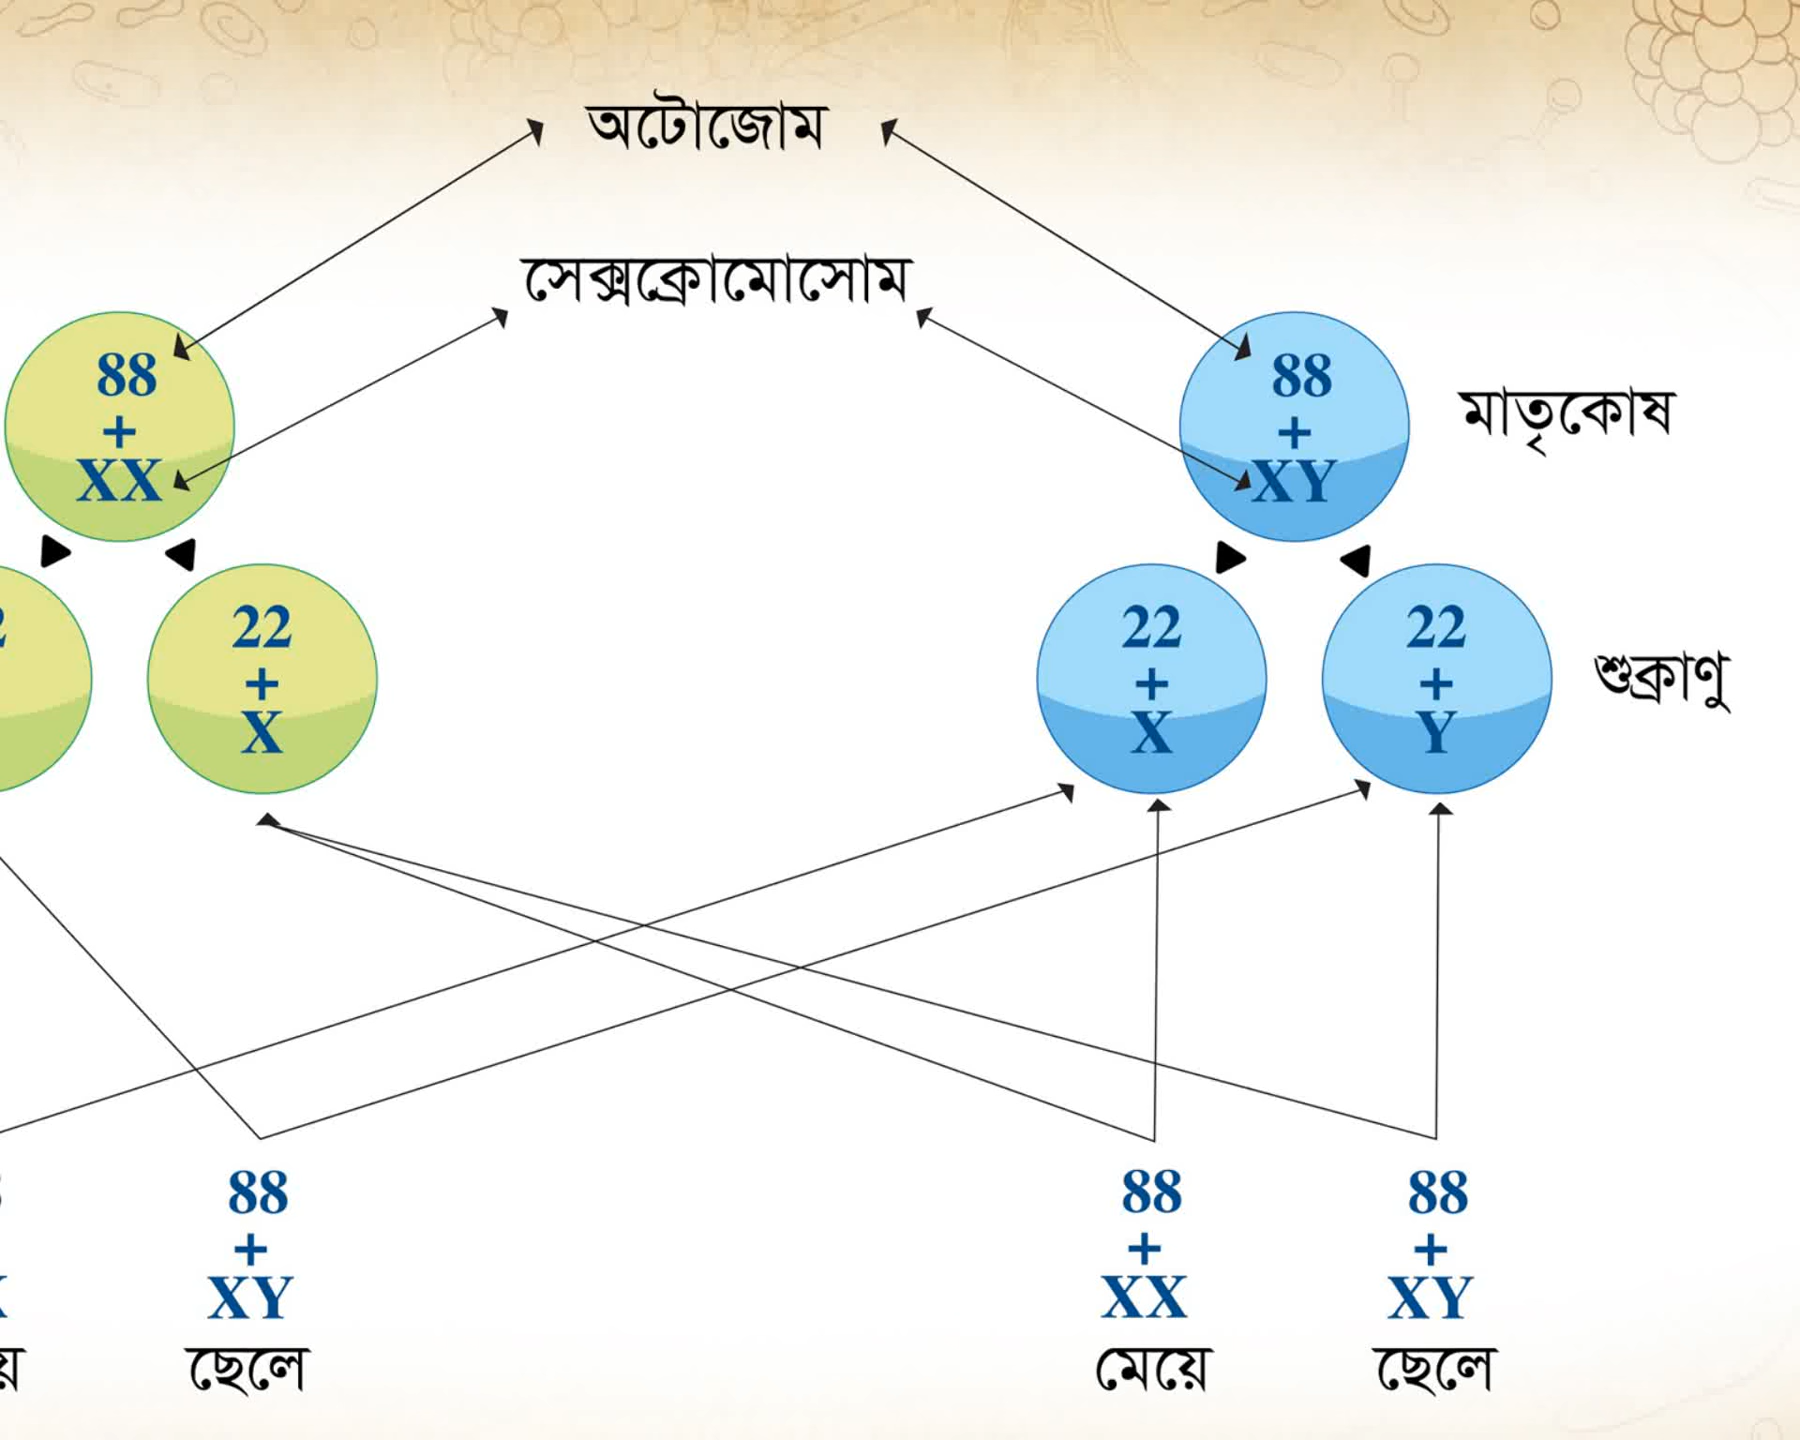 অটোজোম
সেক্সক্রোমোসোম
88
+
XX
88
+
XY
মাতৃকোষ
22
+
X
22
+
X
22
+
Y
শুক্রাণু
88
+
XY
ছেলে
88
+
XX
মেয়ে
88
+
XY
ছেলে